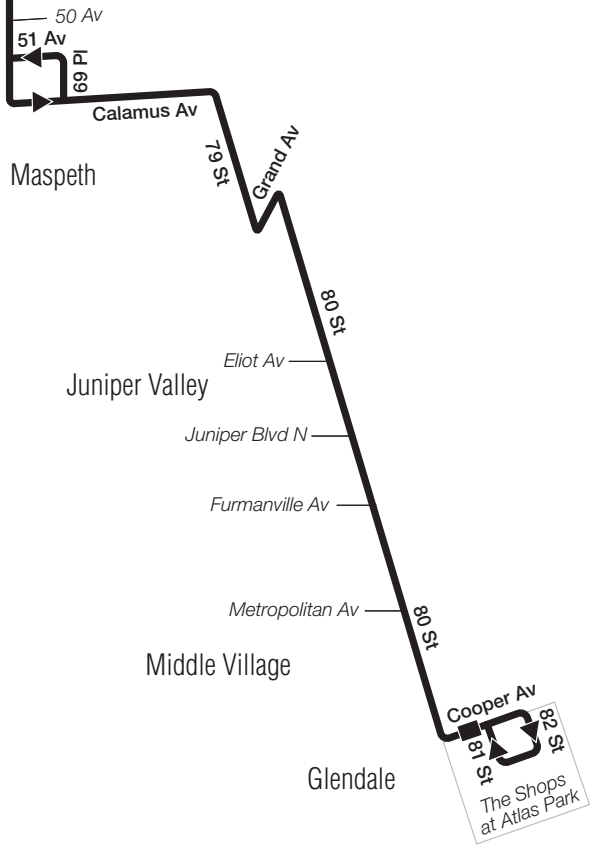 50 Av
51 Av
69 Pl
Calamus Av
Maspeth
79 St
Grand Av
80 St
Eliot Av
Juniper Valley
Juniper Blvd N
Furmanville Av
Metropolitan Av
80 St
Middle Village
Cooper Av
82 St
81 St
Glendale
The Shops
at Atlas Park